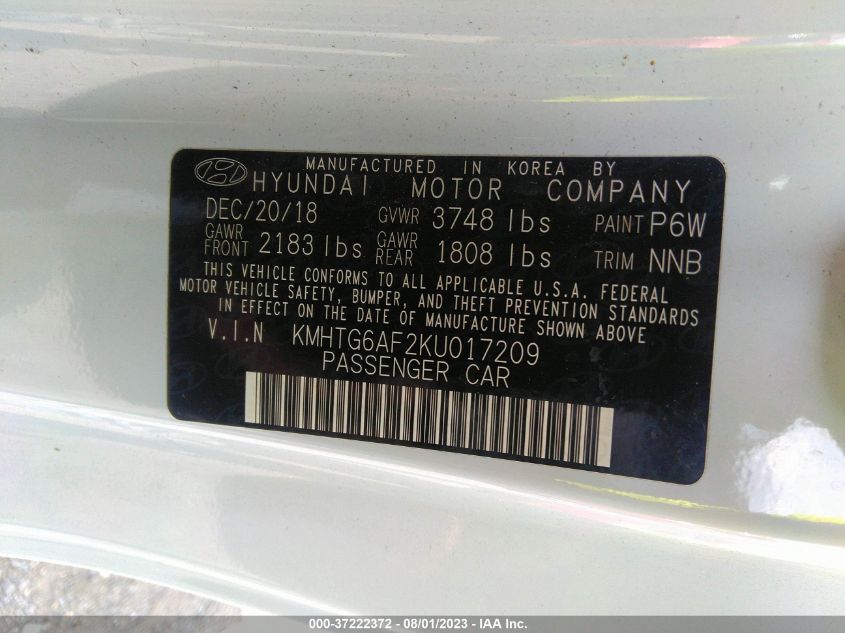 MANUFACTURED IN KOREA BY
HYUNDAI MOTOR COMPANY
DEC/20/18 GVWR 3748 lbs PAINT P6W
GAWR FRONT 2183 lbs GAWR REAR 1808 lbs TRIM NNB
THIS VEHICLE CONFORMS TO ALL APPLICABLE U.S.A. FEDERAL
MOTOR VEHICLE SAFETY, BUMPER, AND THEFT PREVENTION STANDARDS
IN EFFECT ON THE DATE OF MANUFACTURE SHOWN ABOVE
V.I.N KMHTG6AF2KU017209
PASSENGER CAR
000-37222372 - 08/01/2023 - IAA Inc.